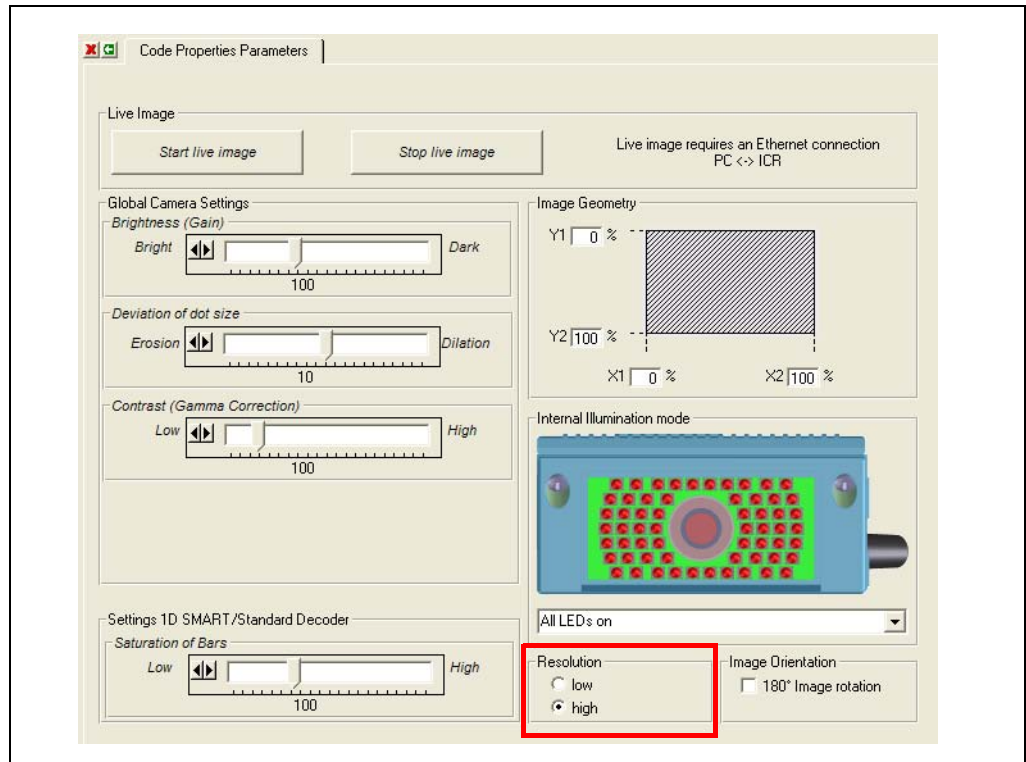 Code Properties Parameters
Live Image
Start live image
Stop live image
Live image requires an Ethernet connection
PC <-> ICR
Global Camera Settings
Brightness (Gain)
Bright
Dark
100
Deviation of dot size
Erosion
Dilation
10
Contrast (Gamma Correction)
Low
High
100
Settings 1D SMART/Standard Decoder
Saturation of Bars
Low
High
100
Image Geometry
Y1 0 %
Y2 100 %
X1 0 %
X2 100 %
Internal Illumination mode
All LEDs on
Resolution
low
high
Image Orientation
180° Image rotation